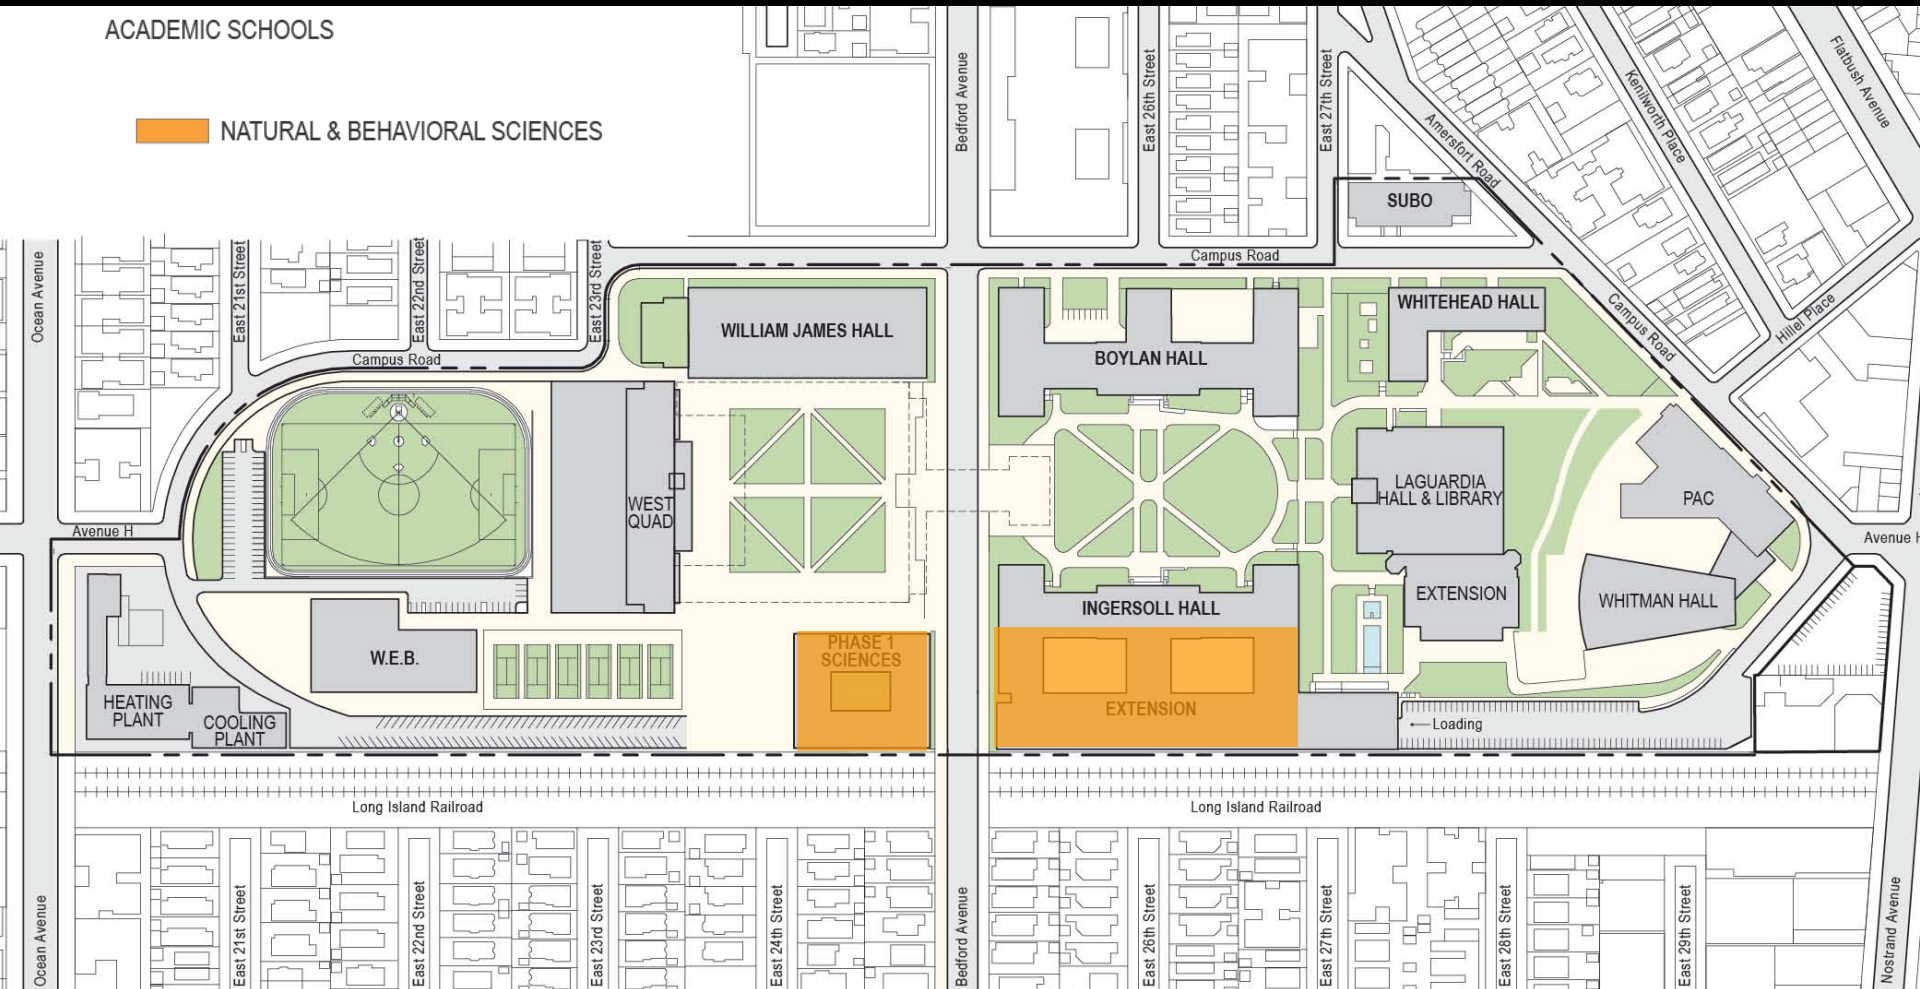 ACADEMIC SCHOOLS
NATURAL & BEHAVIORAL SCIENCES
Bedford Avenue
East 26th Street
East 27th Street
Amersfort Road
Kenilworth Place
Flatbush Avenue
SUBO
Ocean Avenue
East 21st Street
East 22nd Street
East 23rd Street
Campus Road
Campus Road
Campus Road
Hillel Place
WILLIAM JAMES HALL
BOYLAN HALL
WHITEHEAD HALL
WEST
QUAD
LAGUARDIA
HALL & LIBRARY
PAC
Avenue H
Avenue H
EXTENSION
WHITMAN HALL
INGERSOLL HALL
W.E.B.
PHASE 1
SCIENCES
HEATING
PLANT
COOLING
PLANT
EXTENSION
Loading
Long Island Railroad
Long Island Railroad
Ocean Avenue
East 21st Street
East 22nd Street
East 23rd Street
East 24th Street
Bedford Avenue
East 26th Street
East 27th Street
East 28th Street
East 29th Street
Nostrand Avenue